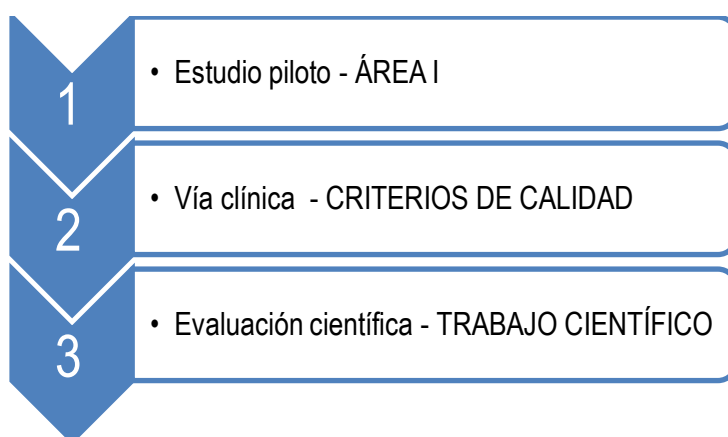 1
• Estudio piloto - ÁREA I
2
• Vía clínica - CRITERIOS DE CALIDAD
3
• Evaluación científica - TRABAJO CIENTÍFICO